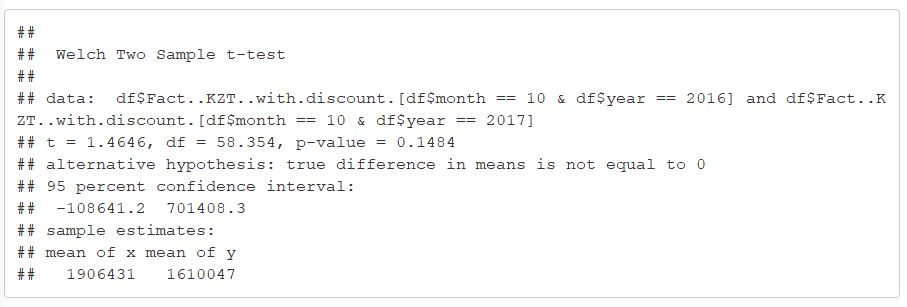 ##
##  Welch Two Sample t-test
##
## data:  df$Fact..KZT..with.discount.[df$month == 10 & df$year == 2016] and df$Fact..K
ZT..with.discount.[df$month == 10 & df$year == 2017]
## t = 1.4646, df = 58.354, p-value = 0.1484
## alternative hypothesis: true difference in means is not equal to 0
## 95 percent confidence interval:
##  -108641.2  701408.3
## sample estimates:
## mean of x mean of y
##   1906431   1610047